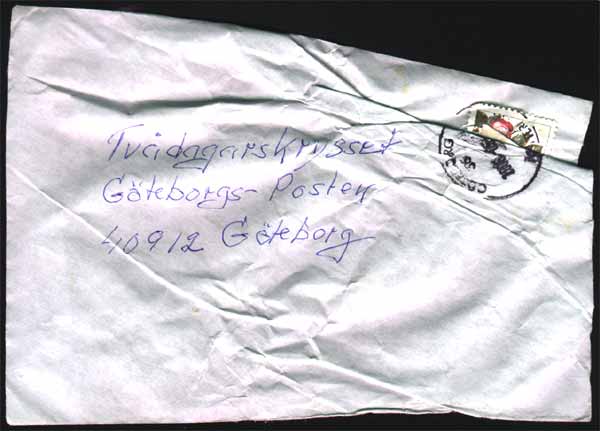 Tvådagarskrysset
Göteborgs-Posten
40912 Göteborg